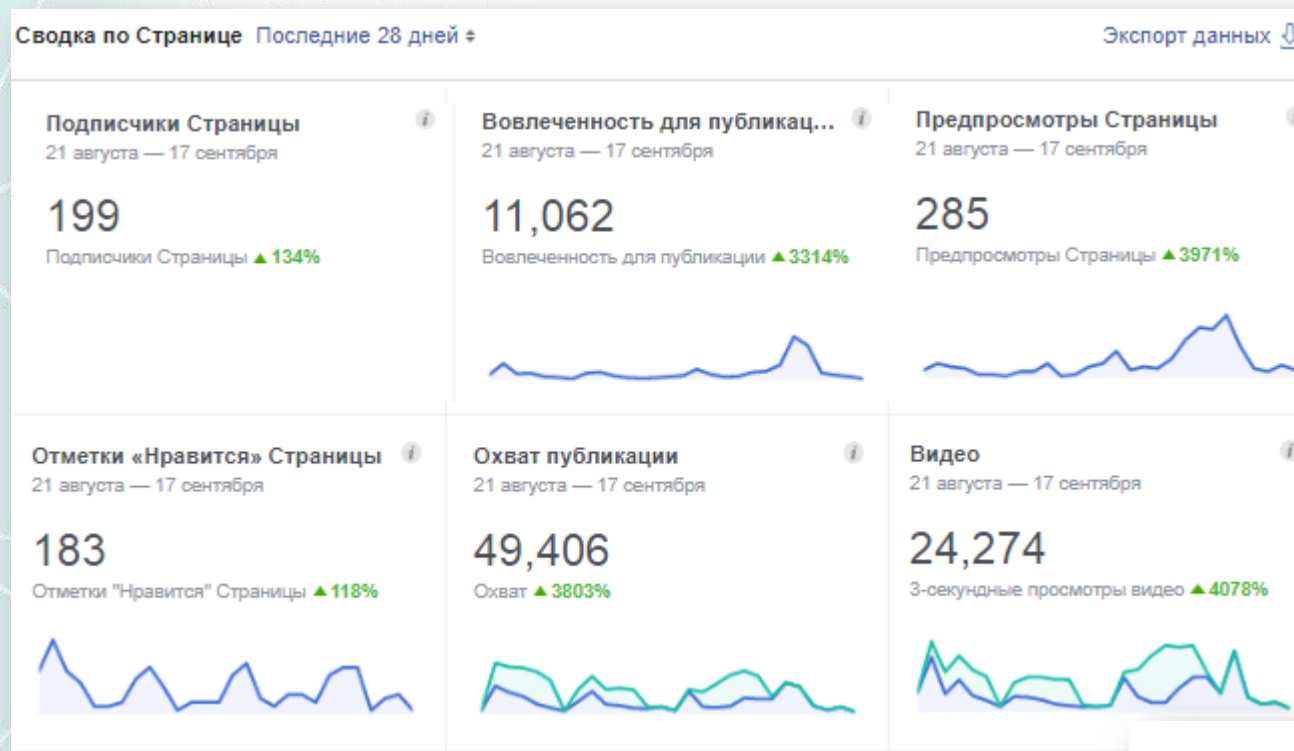 Сводка по Странице Последние 28 дней
Экспорт данных
Подписчики Страницы
21 августа — 17 сентября
199
Подписчики Страницы ▲ 134%
Вовлеченность для публикац...
21 августа — 17 сентября
11,062
Вовлеченность для публикации ▲ 3314%
Предпросмотры Страницы
21 августа — 17 сентября
285
Предпросмотры Страницы ▲ 3971%
Отметки «Нравится» Страницы
21 августа — 17 сентября
183
Отметки "Нравится" Страницы ▲ 118%
Охват публикации
21 августа — 17 сентября
49,406
Охват ▲ 3803%
Видео
21 августа — 17 сентября
24,274
3-секундные просмотры видео ▲ 4078%